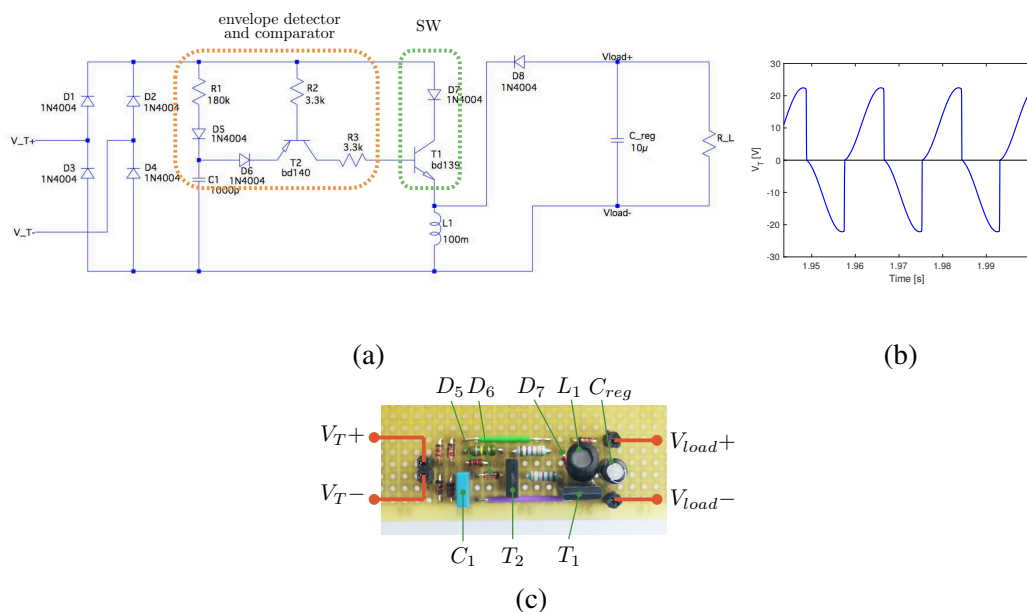 (a)
envelope detector
and comparator
SW
D1
1N4004
D2
1N4004
V_T+
D3
1N4004
D4
1N4004
V_T-
R1
180k
D5
1N4004
C1
1000p
D6
1N4004
R2
3.3k
T2
bd140
R3
3.3k
D7
1N4004
T1
bd139
L1
100m
D8
1N4004
Vload+
C_reg
10µ
R_L
Vload-
(a)
(b)
V_T [V]
30
20
10
0
-10
-20
-30
1.95 1.96 1.97 1.98 1.99
Time [s]
(b)
D5 D6 D7 L1 Creg
VT+
VT−
Vload+
Vload−
C1 T2 T1
(c)